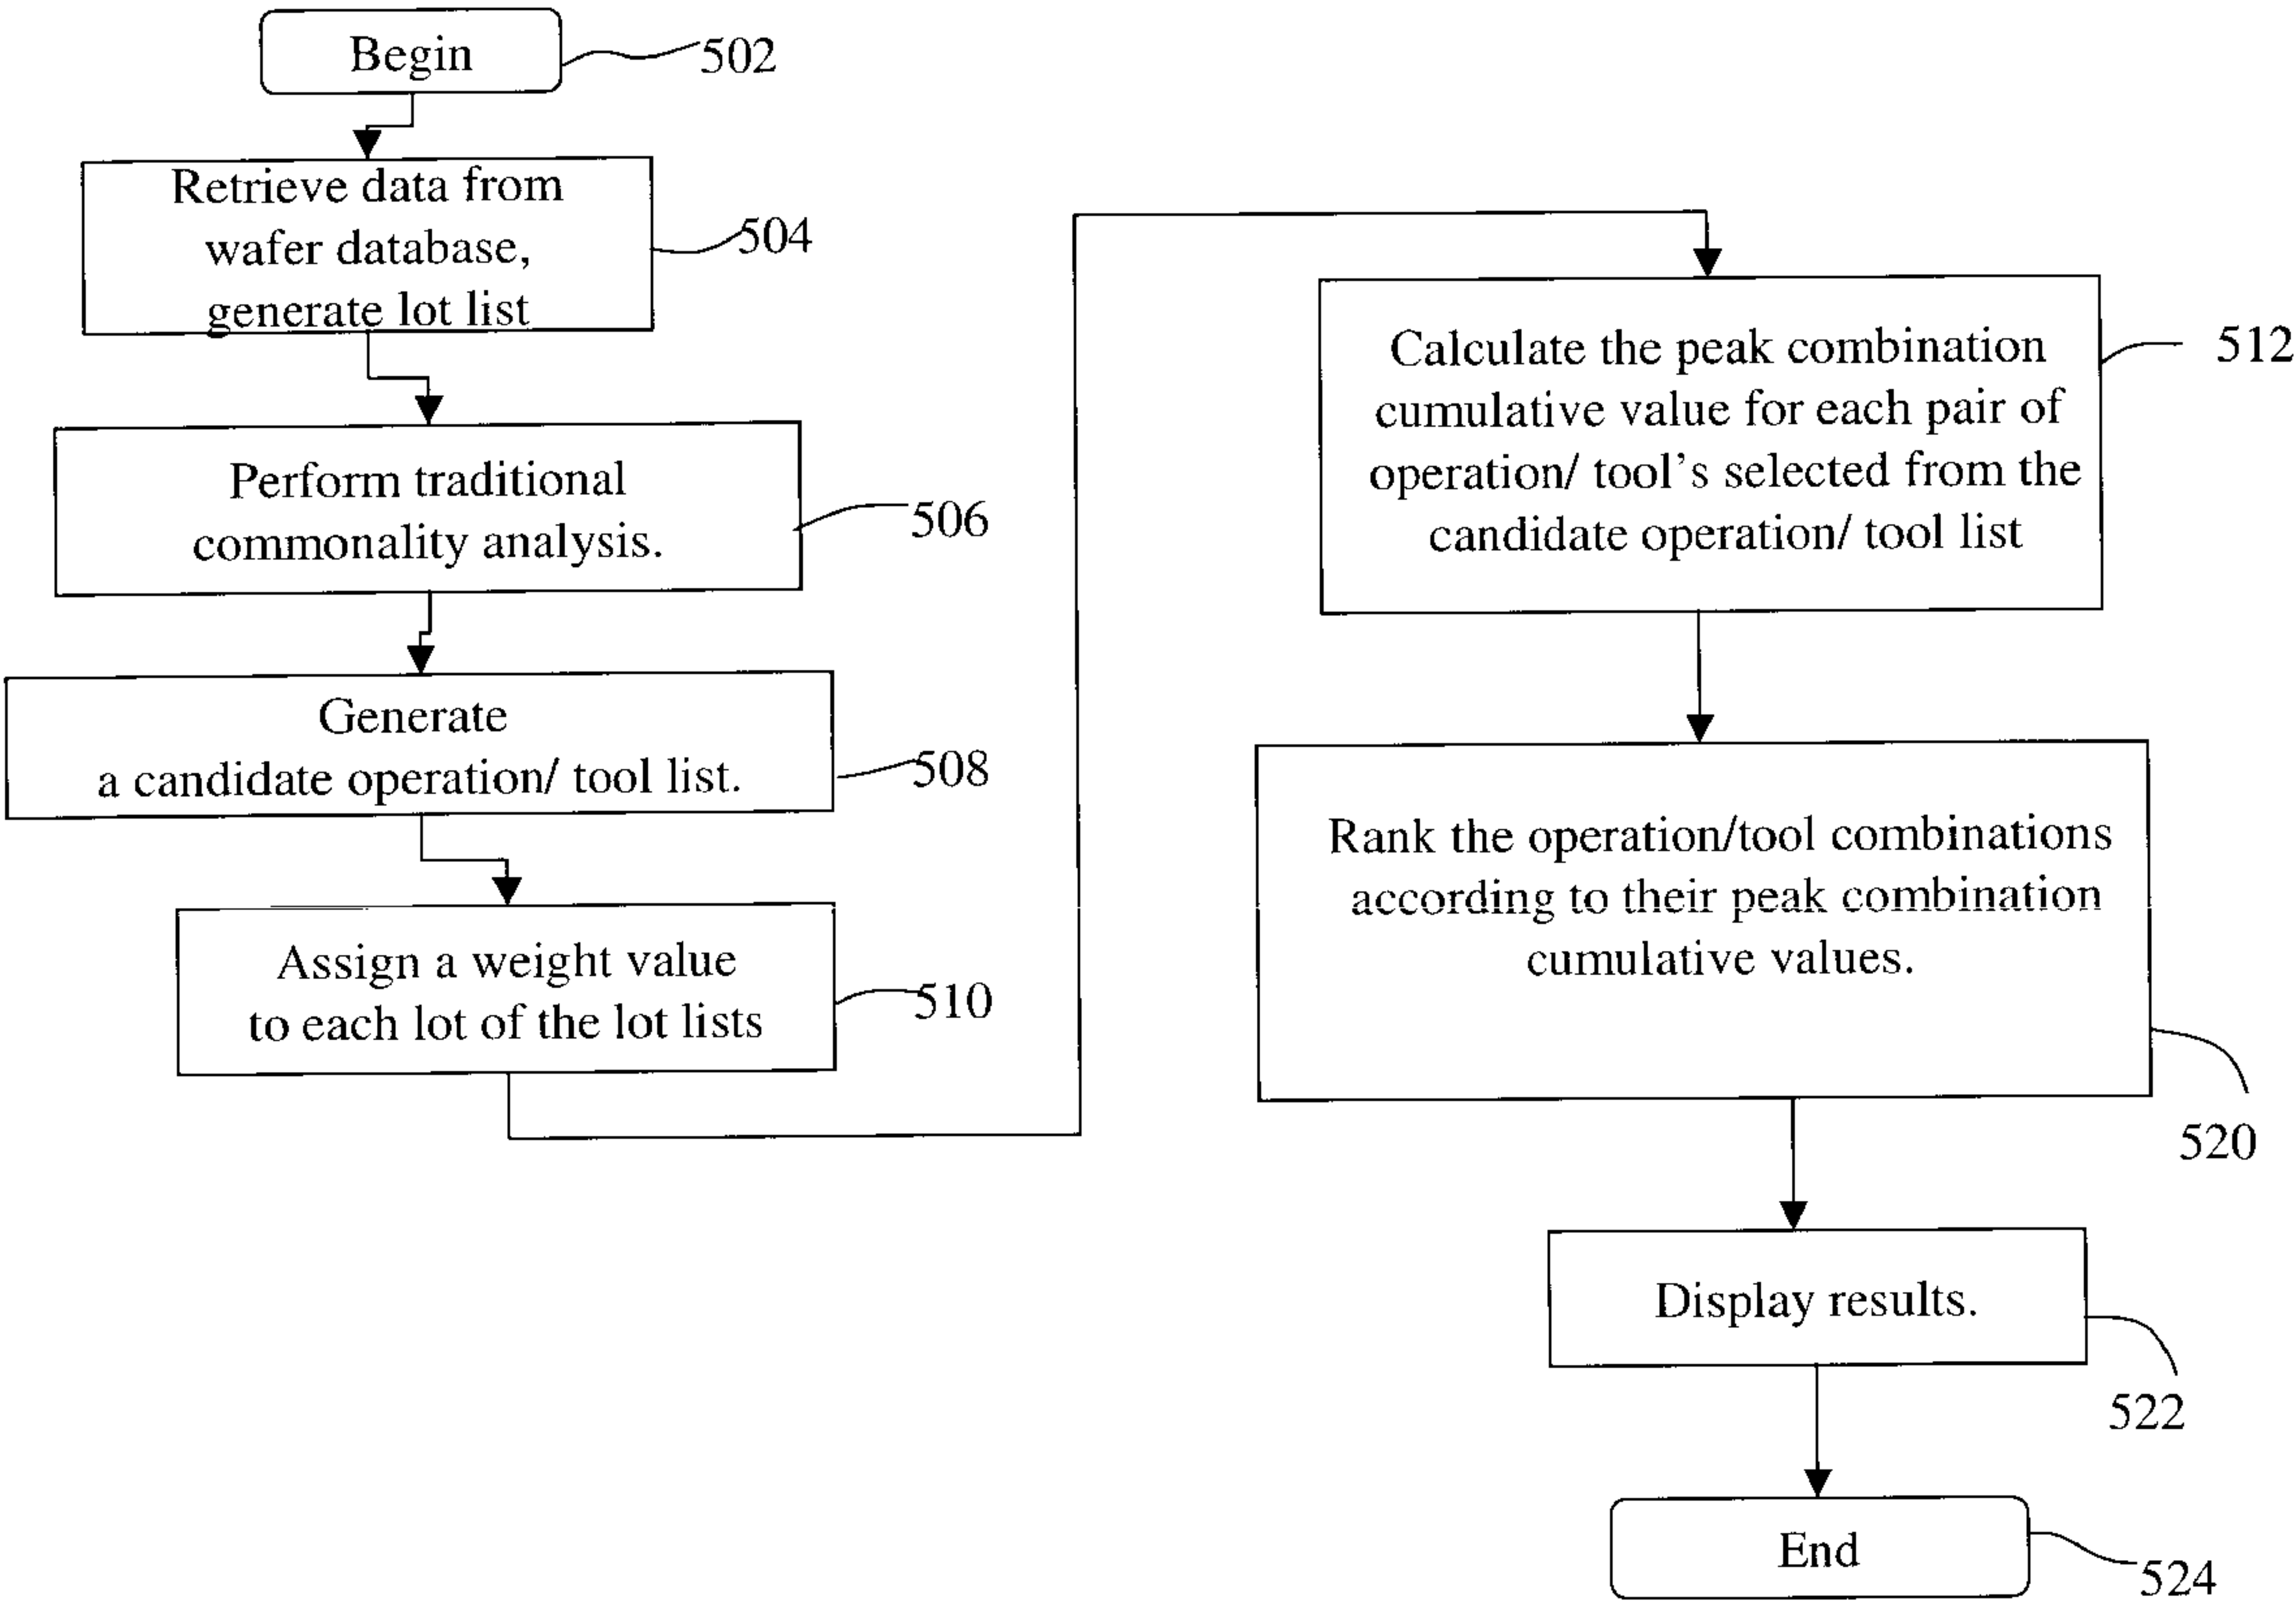 Begin
502
Retrieve data from
wafer database,
generate lot list
504
Perform traditional
commonality analysis.
506
Generate
a candidate operation/ tool list.
508
Assign a weight value
to each lot of the lot lists
510
Calculate the peak combination
cumulative value for each pair of
operation/ tool's selected from the
candidate operation/ tool list
512
Rank the operation/tool combinations
according to their peak combination
cumulative values.
520
Display results.
522
End
524